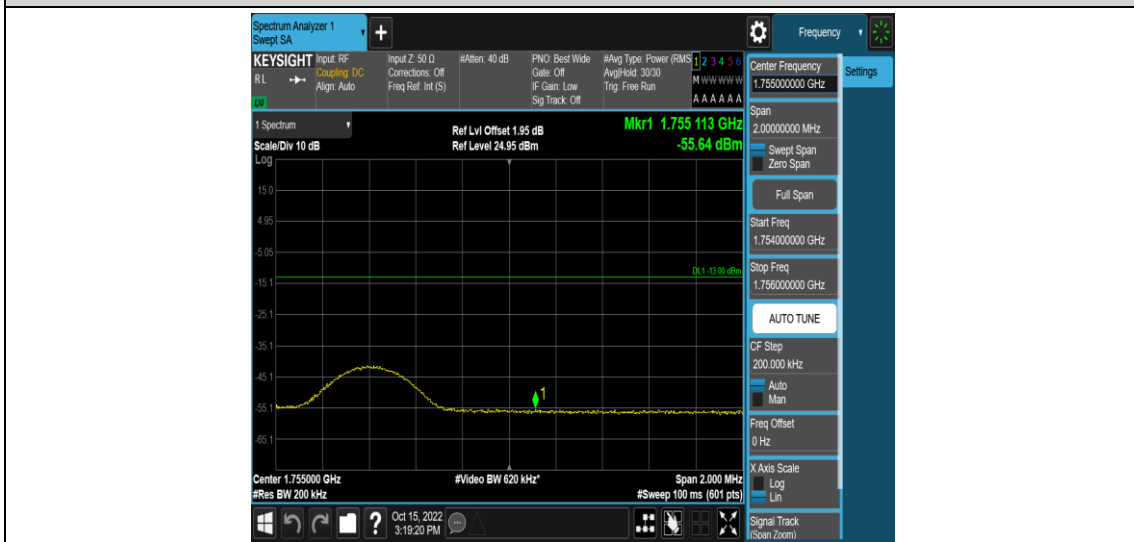 Spectrum Analyzer 1
Swept SA
+
Frequency
KEYSIGHT
RL
Input: RF
Coupling: DC
Align: Auto
Input Z: 50 Ω
Corrections: Off
Freq Ref: Int (S)
#Atten: 40 dB
PNO: Best Wide
Gate: Off
IF Gain: Low
Sig Track: Off
#Avg Type: Power (RMS
Avg|Hold: 30/30
Trig: Free Run
1 2 3 4 5 6
M W W W W W
A A A A A A
1 Spectrum
Scale/Div 10 dB
Ref Lvl Offset 1.95 dB
Ref Level 24.95 dBm
Mkr1 1.755 113 GHz
-55.64 dBm
Log
15.0
4.95
-5.05
-15.1
-25.1
-35.1
-45.1
-55.1
-65.1
DL1 -13.00 dBm
1
Center 1.755000 GHz
#Res BW 200 kHz
#Video BW 620 kHz*
Span 2.000 MHz
#Sweep 100 ms (601 pts)
Center Frequency
1.755000000 GHz
Settings
Span
2.00000000 MHz
Swept Span
Zero Span
Full Span
Start Freq
1.754000000 GHz
Stop Freq
1.756000000 GHz
AUTO TUNE
CF Step
200.000 kHz
Auto
Man
Freq Offset
0 Hz
X Axis Scale
Log
Lin
Signal Track
(Span Zoom)
?
Oct 15, 2022
3:19:20 PM